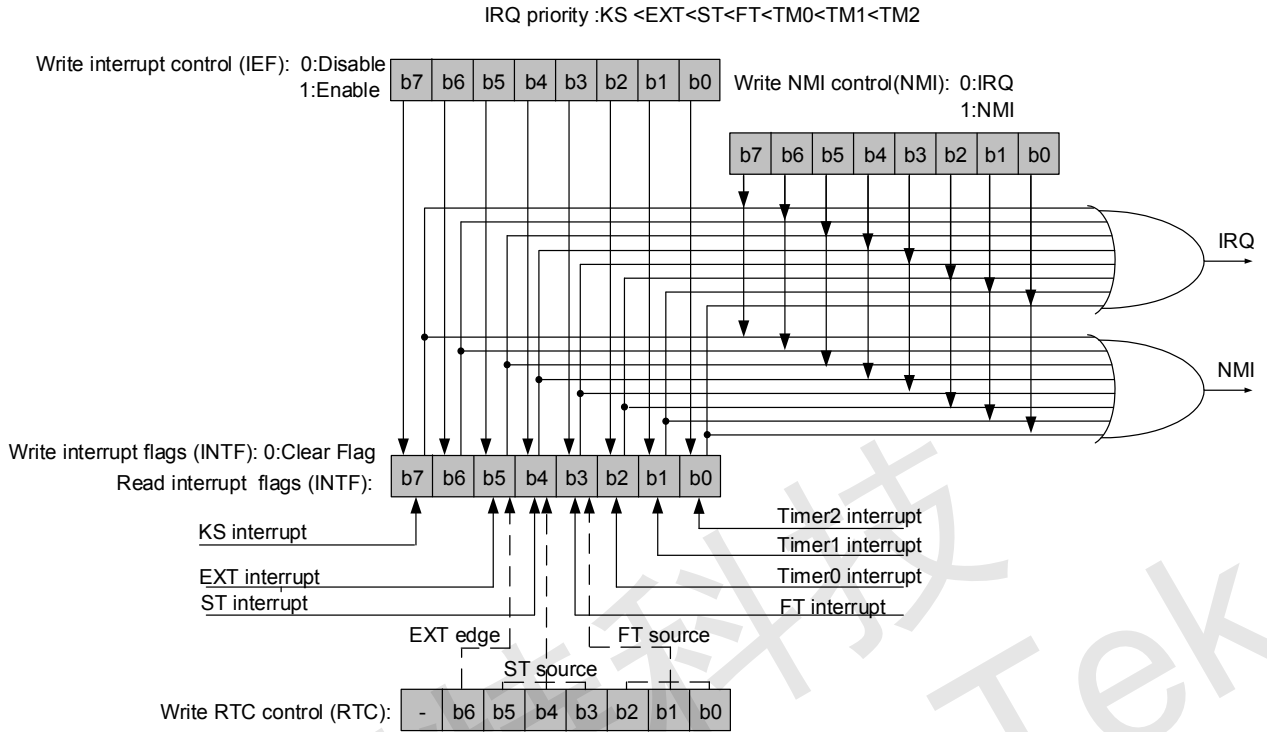 IRQ priority :KS <EXT<ST<FT<TM0<TM1<TM2
Write interrupt control (IEF): 0:Disable
1:Enable
b7 b6 b5 b4 b3 b2 b1 b0
Write NMI control(NMI): 0:IRQ
1:NMI
b7 b6 b5 b4 b3 b2 b1 b0
IRQ
NMI
Write interrupt flags (INTF): 0:Clear Flag
Read interrupt flags (INTF):
b7 b6 b5 b4 b3 b2 b1 b0
KS interrupt
Timer2 interrupt
Timer1 interrupt
EXT interrupt
Timer0 interrupt
ST interrupt
FT interrupt
EXT edge
FT source
ST source
Write RTC control (RTC):
- b6 b5 b4 b3 b2 b1 b0
科技
Tek